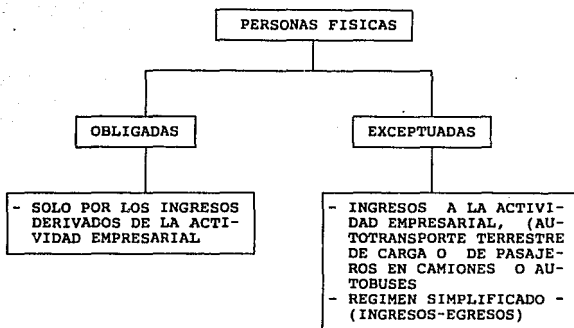 PERSONAS FISICAS
OBLIGADAS
EXCEPTUADAS
- SOLO POR LOS INGRESOS
DERIVADOS DE LA ACTI-
VIDAD EMPRESARIAL
- INGRESOS A LA ACTIVI-
DAD EMPRESARIAL, (AU-
TOTRANSPORTE TERRESTRE
DE CARGA O DE PASAJE-
ROS EN CAMIONES O AU-
TOBUSES
- REGIMEN SIMPLIFICADO -
(INGRESOS-EGRESOS)